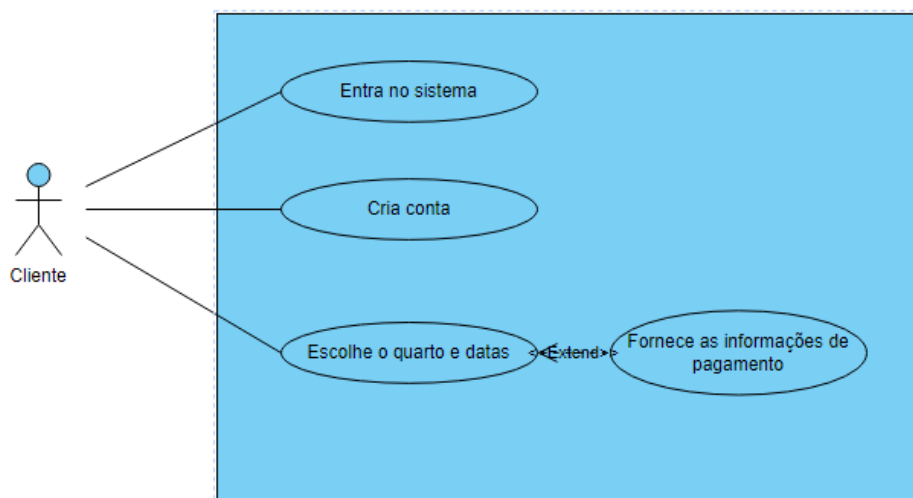 Entra no sistema
Cria conta
Cliente
Escolhe o quarto e datas
<<Extend>>
Fornece as informações de
pagamento